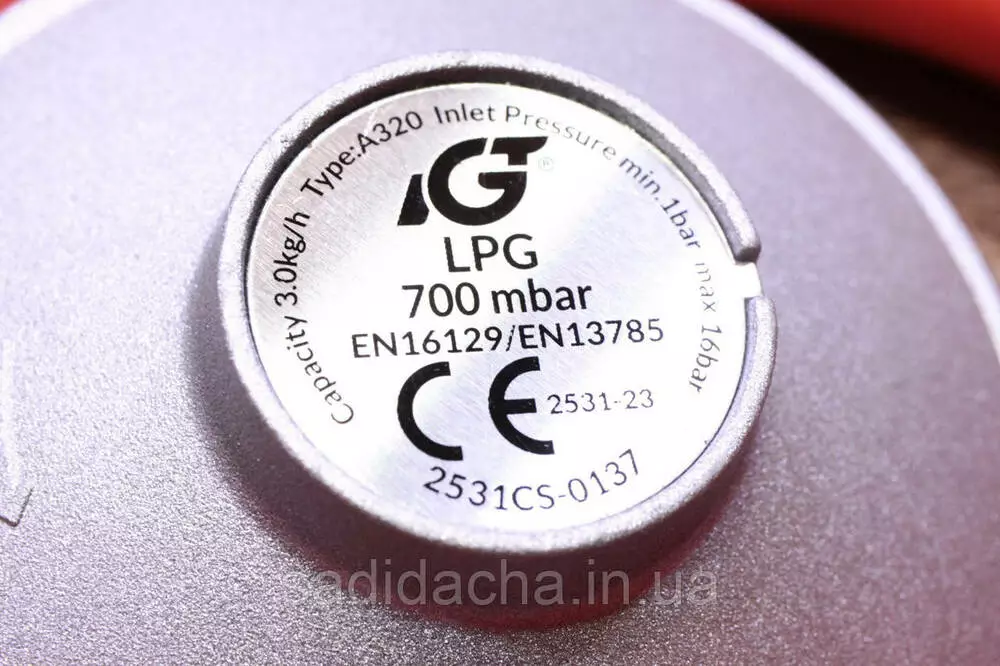 Capacity 3.0kg/h Type:A320 Inlet Pressure min.1bar max 16bar
GT®
LPG
700 mbar
EN16129/EN13785
CE 2531-23
2531CS-0137
sadidacha.in.ua